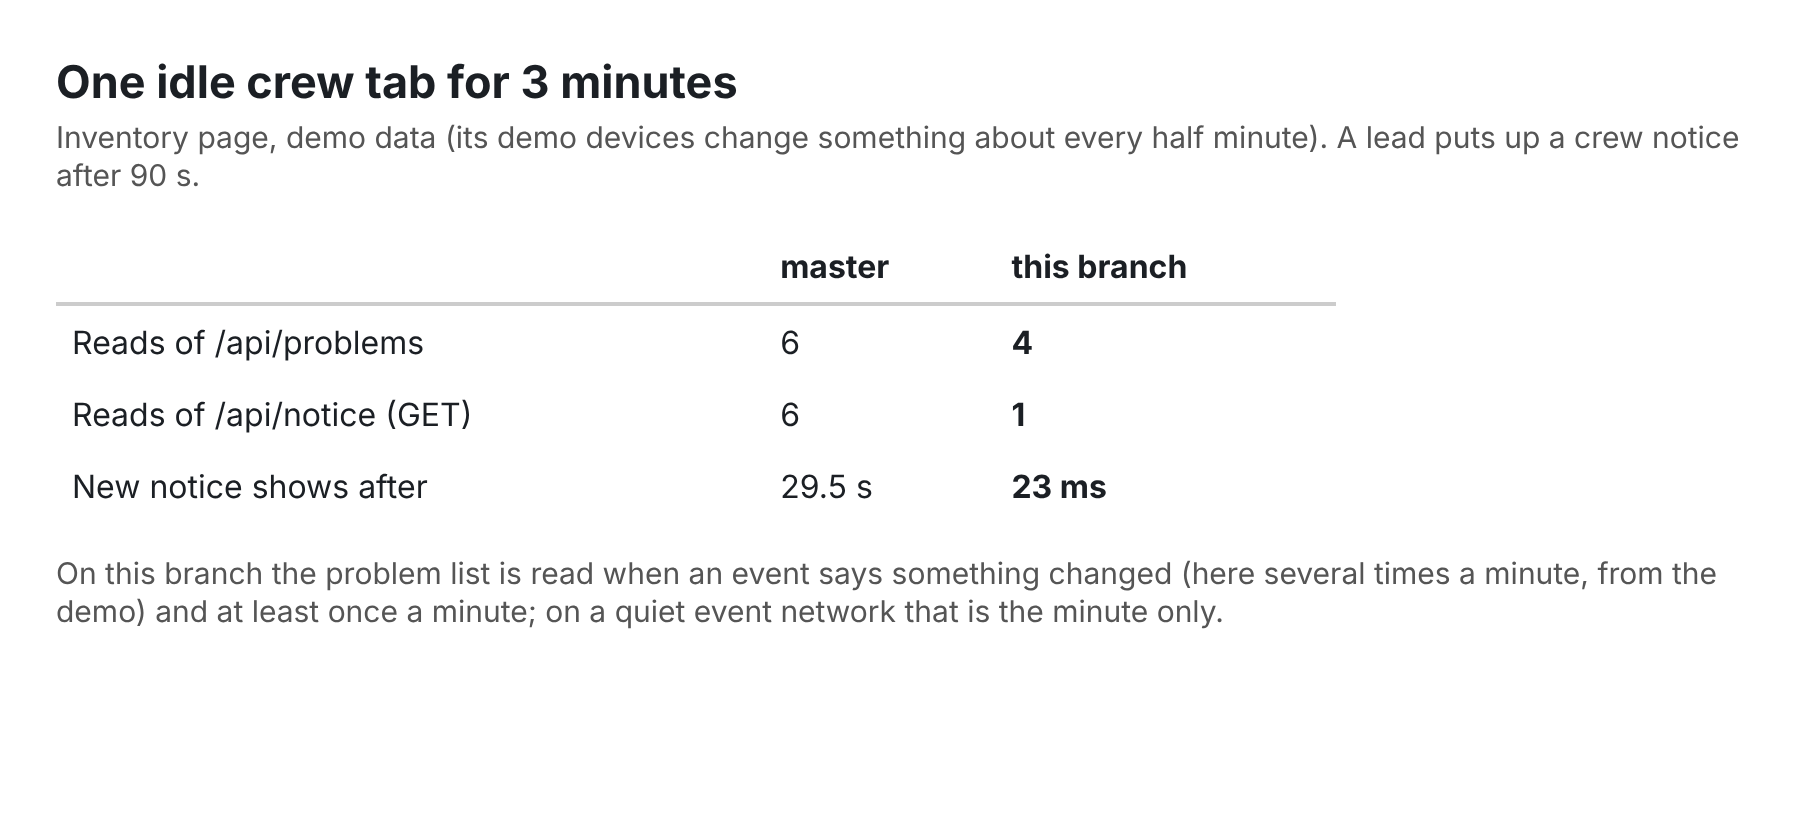 One idle crew tab for 3 minutes
Inventory page, demo data (its demo devices change something about every half minute). A lead puts up a crew notice
after 90 s.
master this branch
Reads of /api/problems 6 4
Reads of /api/notice (GET) 6 1
New notice shows after 29.5 s 23 ms
On this branch the problem list is read when an event says something changed (here several times a minute, from the
demo) and at least once a minute; on a quiet event network that is the minute only.